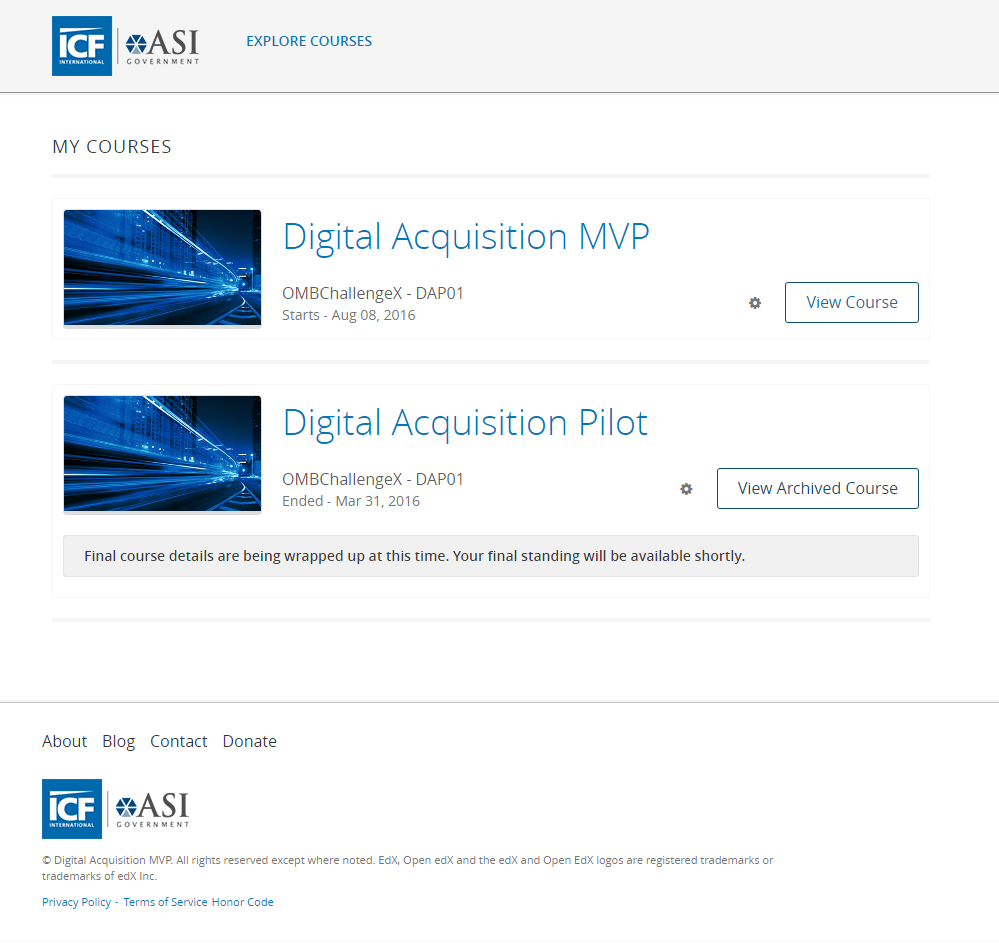 ICF
INTERNATIONAL
ASI
GOVERNMENT
EXPLORE COURSES
MY COURSES
Digital Acquisition MVP
OMBChallengeX - DAP01
Starts - Aug 08, 2016
View Course
Digital Acquisition Pilot
OMBChallengeX - DAP01
Ended - Mar 31, 2016
View Archived Course
Final course details are being wrapped up at this time. Your final standing will be available shortly.
About Blog Contact Donate
ICF
INTERNATIONAL
ASI
GOVERNMENT
© Digital Acquisition MVP. All rights reserved except where noted. EdX, Open edX and the edX and Open EdX logos are registered trademarks or
trademarks of edX Inc.
Privacy Policy - Terms of Service Honor Code